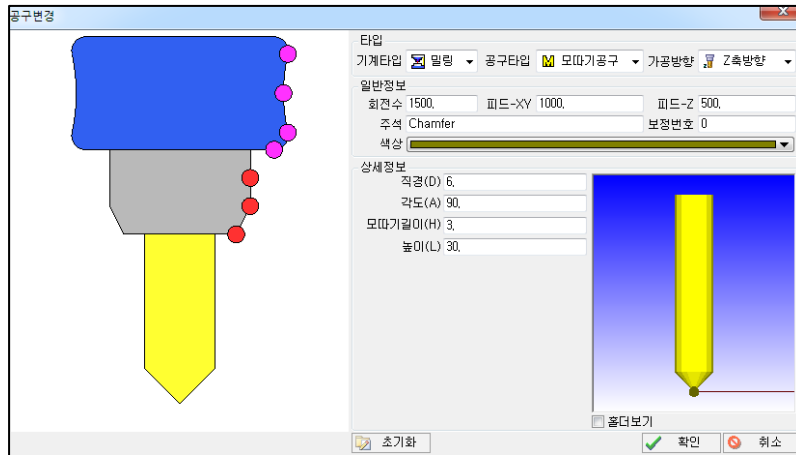 공구변경
타입
기계타입 밀링 공구타입 모따기공구 가공방향 Z축방향
일반정보
회전수 1500, 피드-XY 1000, 피드-Z 500,
주석 Chamfer 보정번호 0
색상
상세정보
직경(D) 6,
각도(A) 90,
모따기길이(H) 3,
높이(L) 30,
홀더보기
초기화 확인 취소